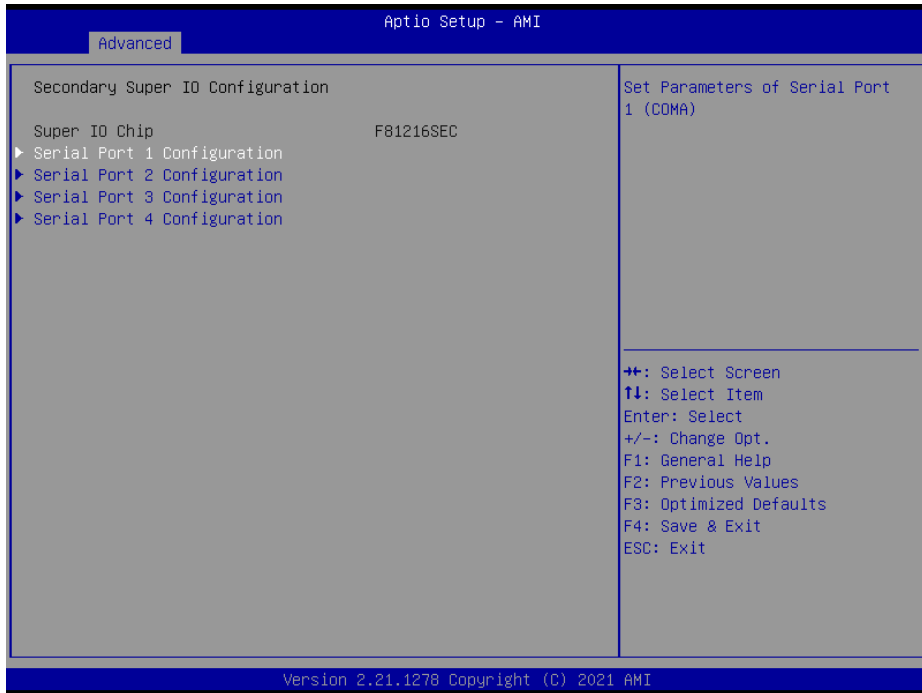 Aptio Setup – AMI
Advanced
Secondary Super IO Configuration
Super IO Chip F81216SEC
Serial Port 1 Configuration
Serial Port 2 Configuration
Serial Port 3 Configuration
Serial Port 4 Configuration
Set Parameters of Serial Port
1 (COMA)
→←: Select Screen
↑↓: Select Item
Enter: Select
+/-: Change Opt.
F1: General Help
F2: Previous Values
F3: Optimized Defaults
F4: Save & Exit
ESC: Exit
Version 2.21.1278 Copyright (C) 2021 AMI